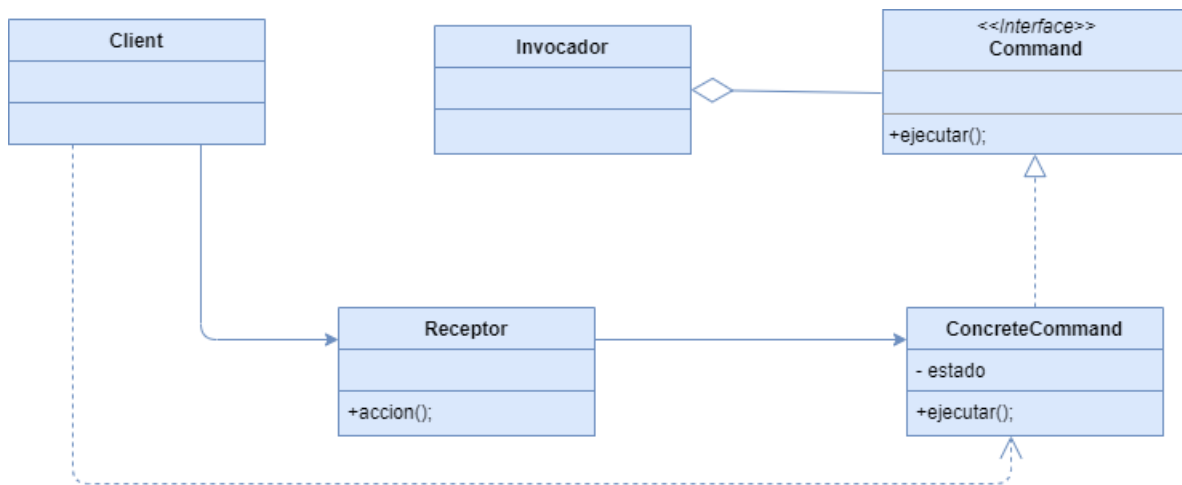 Client
Invocador
<<Interface>>
Command
+ejecutar();
Receptor
+accion();
ConcreteCommand
- estado
+ejecutar();